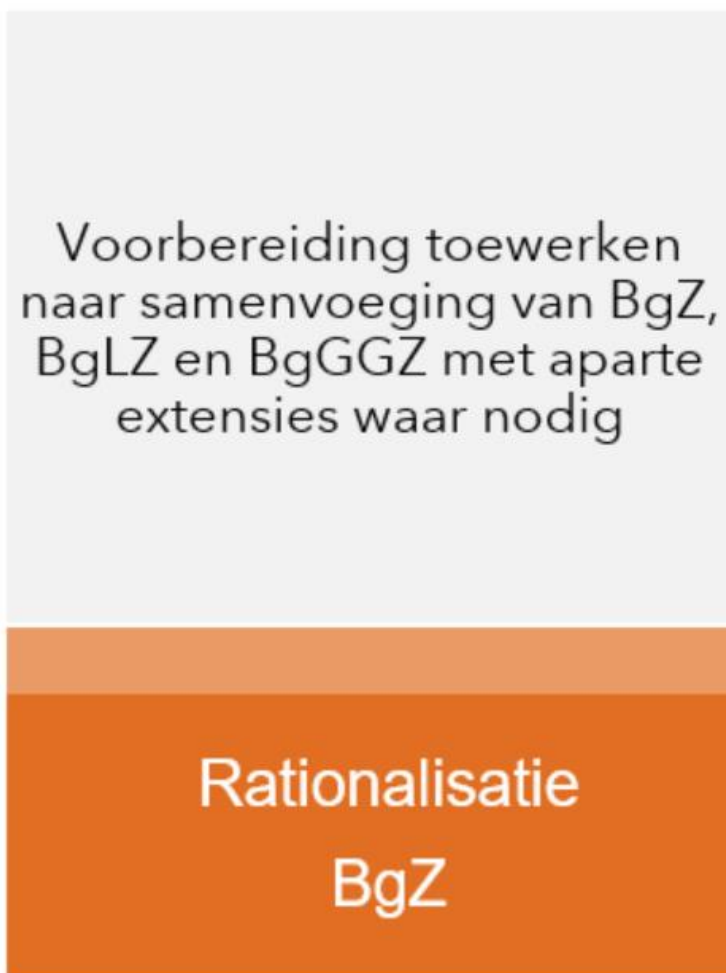 Voorbereiding toewerken
naar samenvoeging van BgZ,
BgLZ en BgGGZ met aparte
extensies waar nodig
Rationalisatie
BgZ